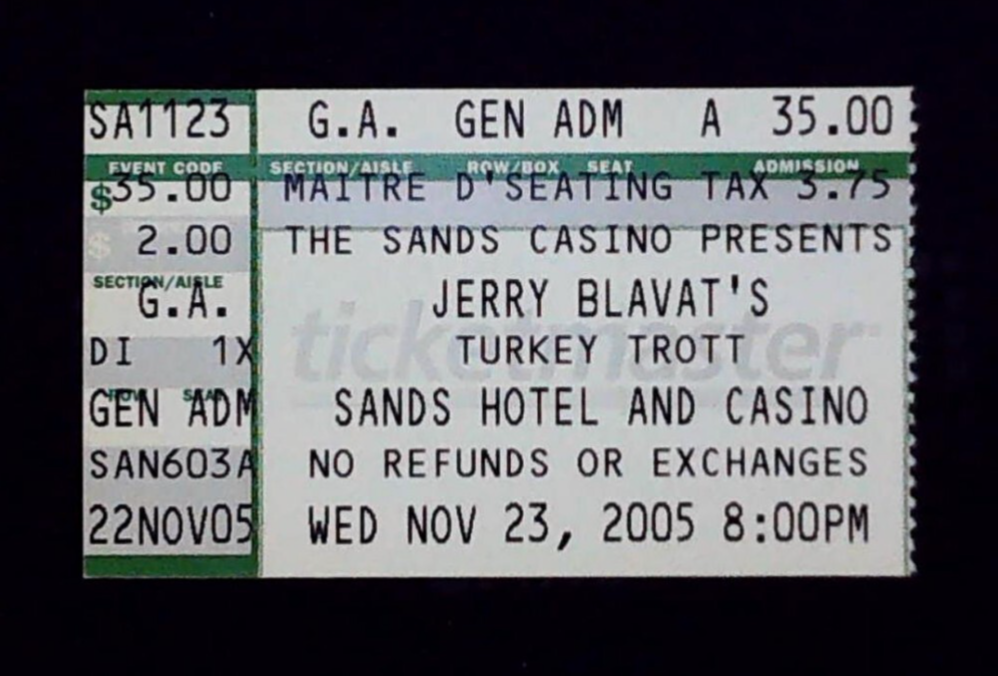 SA1123 G.A. GEN ADM A 35.00
EVENT CODE SECTION/AISLE ROW/BOX SEAT ADMISSION
$35.00 MAITRE D'SEATING TAX 3.75
$ 2.00 THE SANDS CASINO PRESENTS
SECTION/AISLE
G.A. JERRY BLAVAT'S
ticketmaster
DI 1X TURKEY TROTT
ROW SEAT
GEN ADM SANDS HOTEL AND CASINO
SAN603A NO REFUNDS OR EXCHANGES
22NOV05 WED NOV 23, 2005 8:00PM